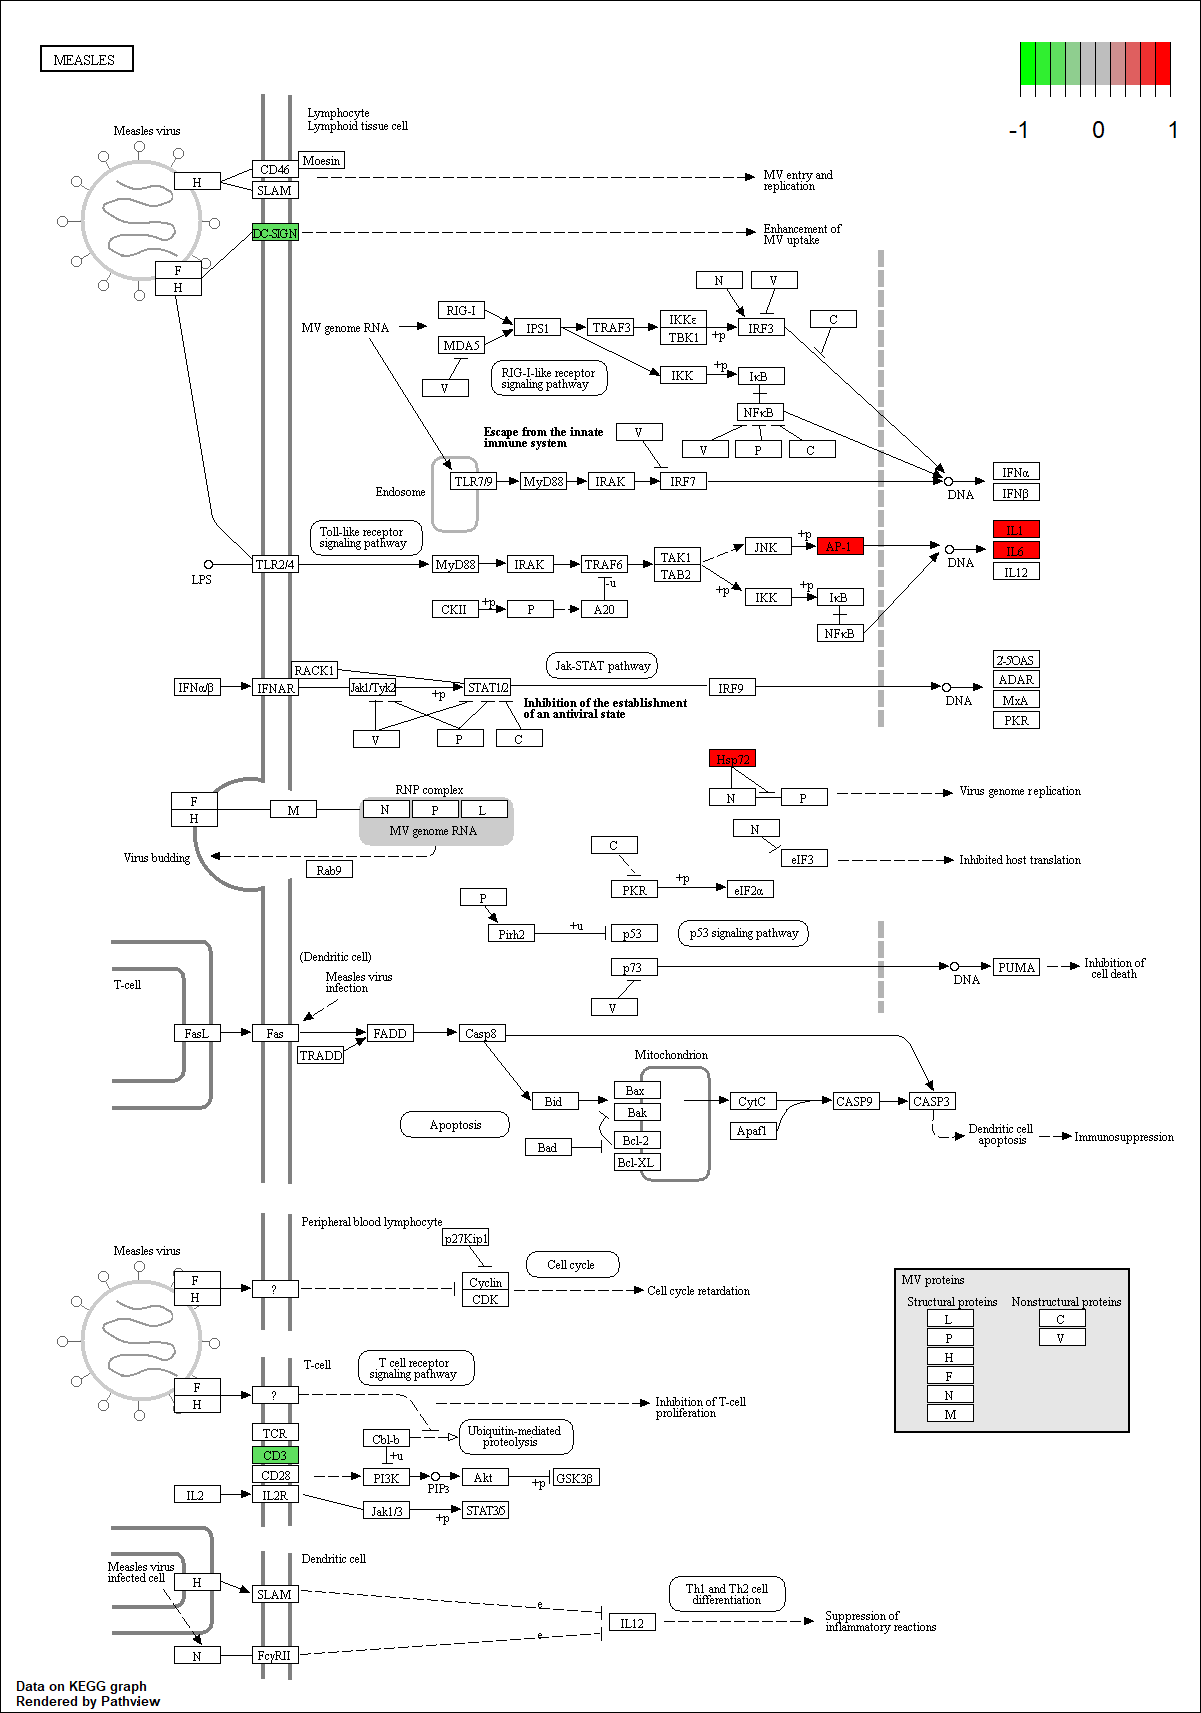 MEASLES
-1
0
1
Lymphocyte
Lymphoid tissue cell
Measles virus
H
CD46
Moesin
SLAM
MV entry and
replication
DC-SIGN
Enhancement of
MV uptake
F
H
N
V
RIG-I
MV genome RNA
IPS1
TRAF3
IKKε
TBK1
+p
IRF3
C
MDA5
V
RIG-I-like receptor
signaling pathway
IKK
+p
IκB
NFκB
Escape from the innate
immune system
V
V
P
C
Endosome
TLR7/9
MyD88
IRAK
IRF7
DNA
IFNα
IFNβ
Toll-like receptor
signaling pathway
LPS
TLR2/4
MyD88
IRAK
TRAF6
TAK1
TAB2
JNK
+p
AP-1
DNA
IL1
IL6
IL12
-u
CKII
+p
P
A20
+p
IKK
+p
IκB
NFκB
Jak-STAT pathway
RACK1
IFNα/β
IFNAR
Jak1/Tyk2
+p
STAT1/2
IRF9
DNA
2-5OAS
ADAR
MxA
PKR
Inhibition of the establishment
of an antiviral state
V
P
C
Hsp72
N
P
Virus genome replication
RNP complex
F
H
M
N
P
L
MV genome RNA
Virus budding
Rab9
N
eIF3
Inhibited host translation
C
PKR
+p
eIF2α
P
Pirh2
+u
p53
p53 signaling pathway
(Dendritic cell)
Measles virus
infection
T-cell
p73
DNA
PUMA
Inhibition of
cell death
V
FasL
Fas
FADD
Casp8
TRADD
Mitochondrion
Bid
Bax
Bak
CytC
CASP9
CASP3
Apoptosis
Bad
Bcl-2
Bcl-XL
Apaf1
Dendritic cell
apoptosis
Immunosuppression
Peripheral blood lymphocyte
Measles virus
p27Kip1
Cell cycle
F
H
?
Cyclin
CDK
Cell cycle retardation
MV proteins
Structural proteins
Nonstructural proteins
L
C
P
V
H
F
N
M
T-cell
T cell receptor
signaling pathway
F
H
?
Inhibition of T-cell
proliferation
TCR
Cbl-b
Ubiquitin-mediated
proteolysis
CD3
+u
CD28
PI3K
PIP3
Akt
+p
GSK3β
IL2
IL2R
Jak1/3
+p
STAT3/5
Dendritic cell
Measles virus
infected cell
H
SLAM
e
IL12
Th1 and Th2 cell
differentiation
Suppression of
inflammatory reactions
N
FcγRII
e
Data on KEGG graph
Rendered by Pathview